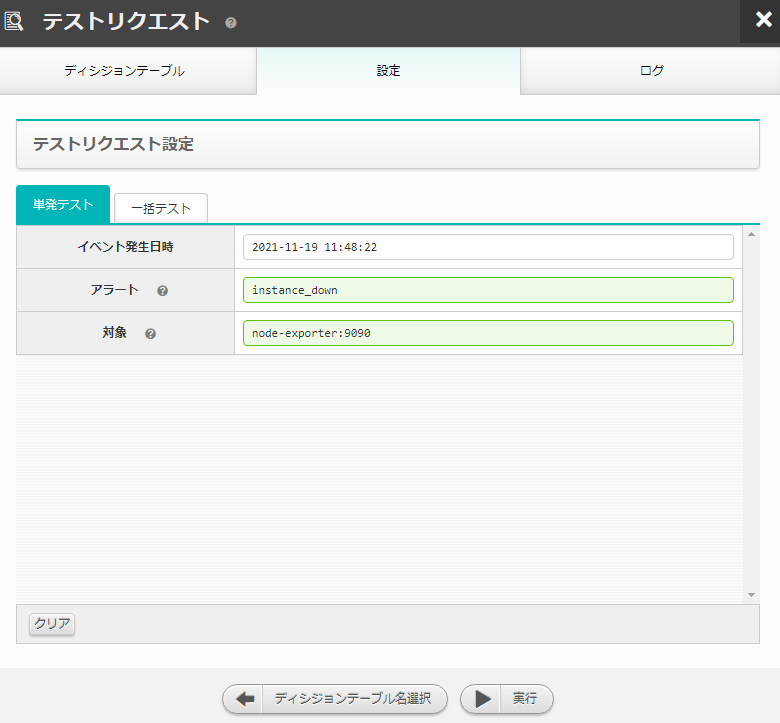 テストリクエスト
ディシジョンテーブル 設定 ログ
テストリクエスト設定
単発テスト 一括テスト
イベント発生日時 2021-11-19 11:48:22
アラート instance_down
対象 node-exporter:9090
クリア
ディシジョンテーブル名選択 実行